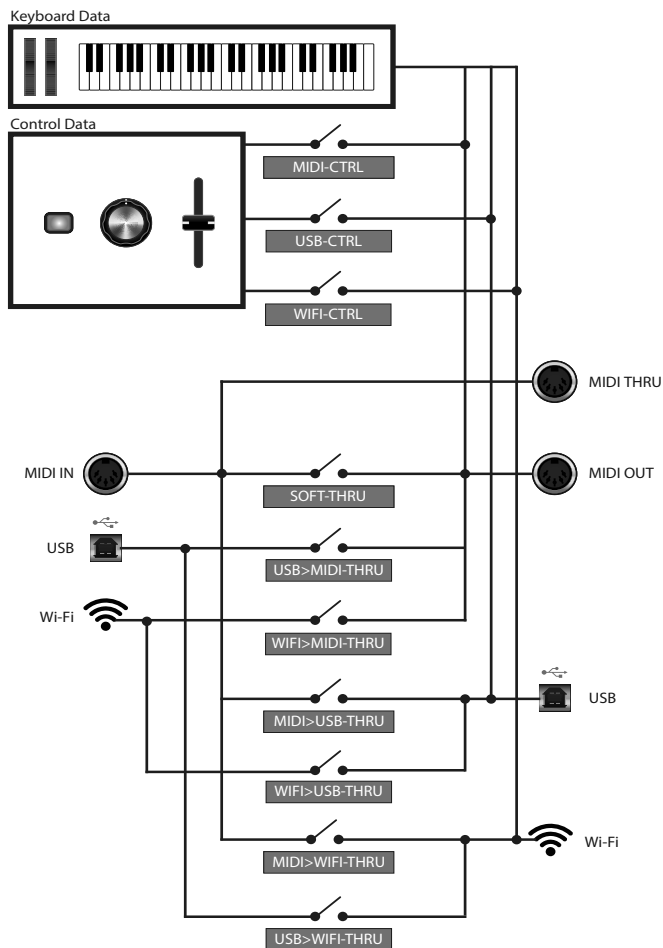 Keyboard Data
Control Data
MIDI-CTRL
USB-CTRL
WIFI-CTRL
MIDI THRU
MIDI IN
MIDI OUT
SOFT-THRU
USB
USB>MIDI-THRU
Wi-Fi
WIFI>MIDI-THRU
USB
MIDI>USB-THRU
WIFI>USB-THRU
Wi-Fi
MIDI>WIFI-THRU
USB>WIFI-THRU